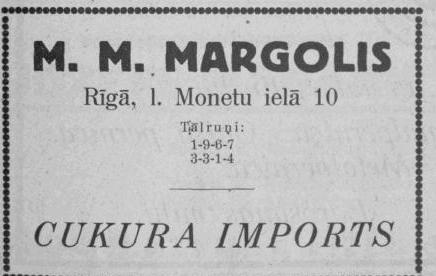 M. M. MARGOLIS
Rīgā, l. Monetu ielā 10
Tālruņi:
1-9-6-7
3-3-1-4
CUKURA IMPORTS